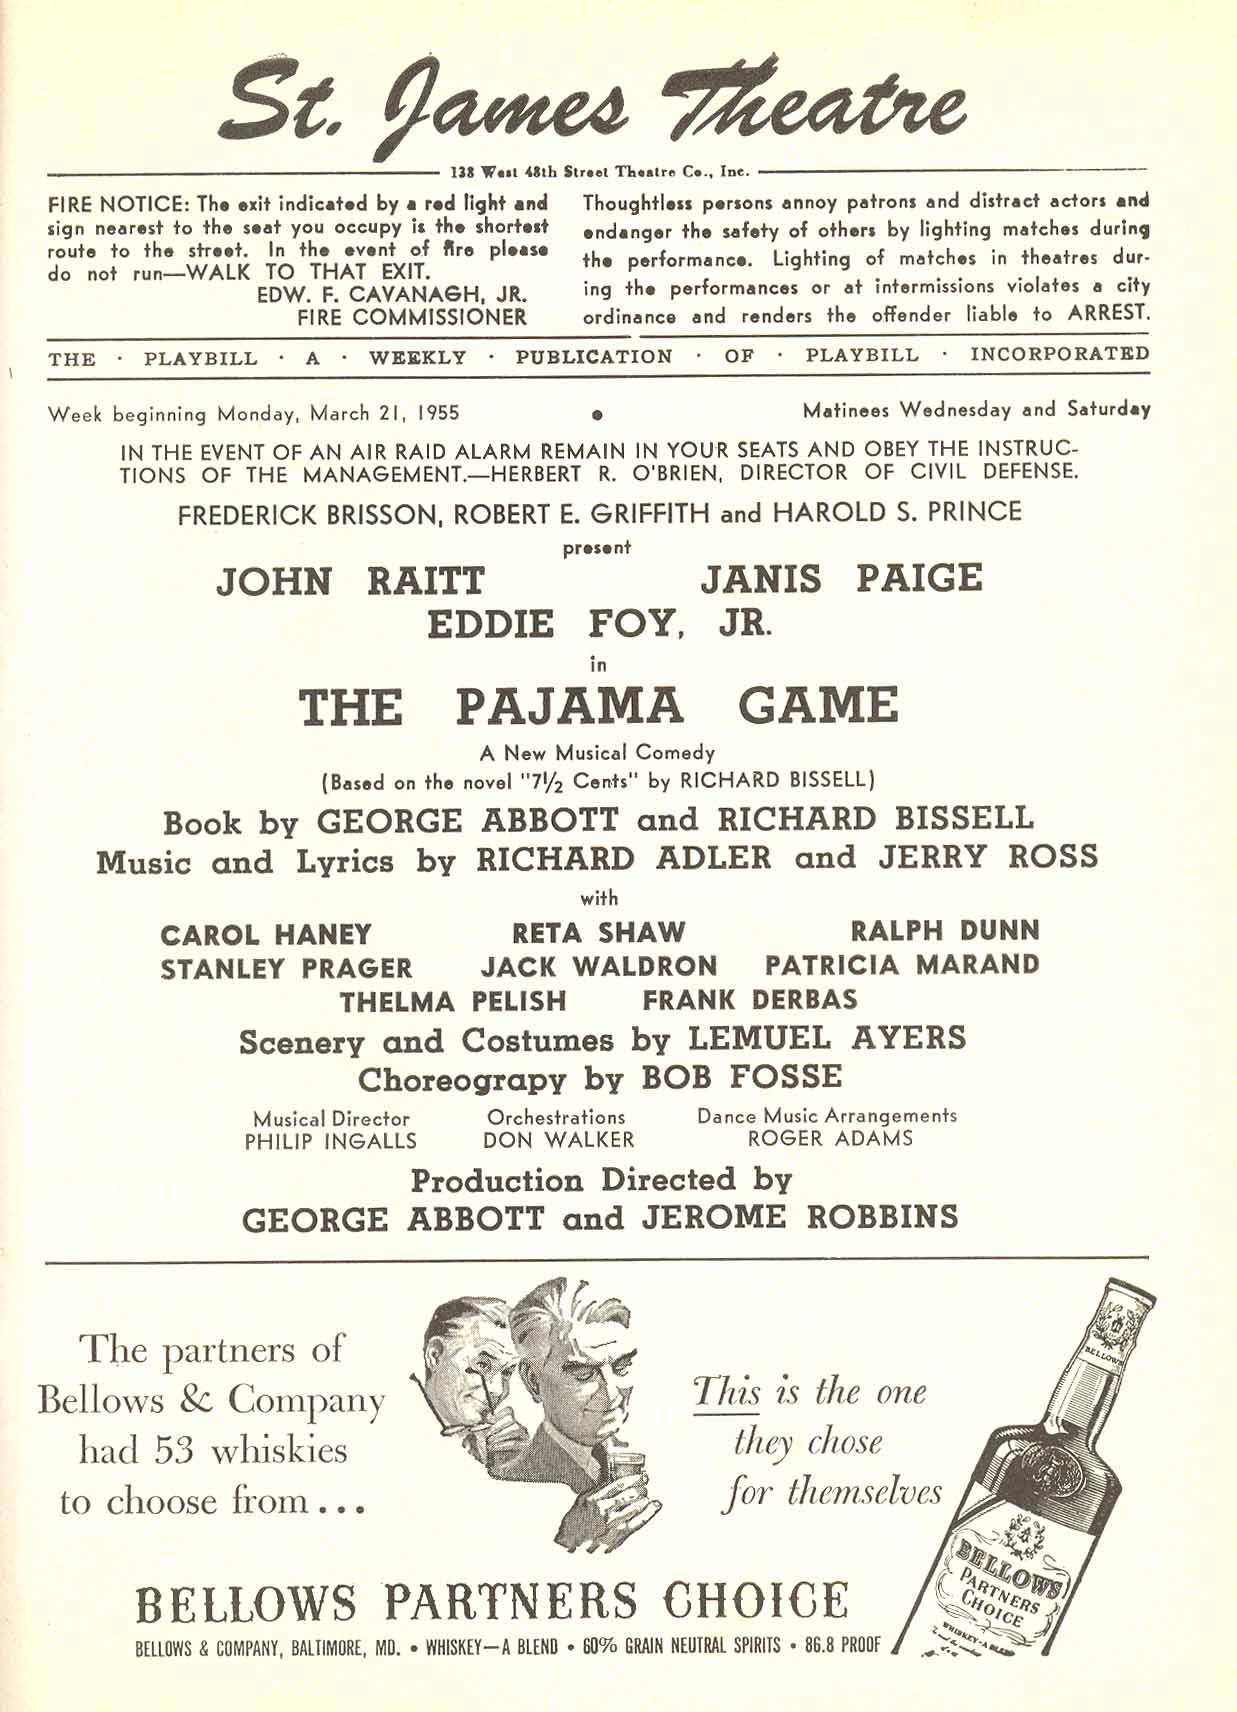 St. James Theatre
138 West 48th Street Theatre Co., Inc.
FIRE NOTICE: The exit indicated by a red light and
sign nearest to the seat you occupy is the shortest
route to the street. In the event of fire please
do not run—WALK TO THAT EXIT.
EDW. F. CAVANAGH, JR.
FIRE COMMISSIONER
Thoughtless persons annoy patrons and distract actors and
endanger the safety of others by lighting matches during
the performance. Lighting of matches in theatres dur-
ing the performances or at intermissions violates a city
ordinance and renders the offender liable to ARREST.
THE · PLAYBILL · A · WEEKLY · PUBLICATION · OF · PLAYBILL · INCORPORATED
Week beginning Monday, March 21, 1955 • Matinees Wednesday and Saturday
IN THE EVENT OF AN AIR RAID ALARM REMAIN IN YOUR SEATS AND OBEY THE INSTRUC-
TIONS OF THE MANAGEMENT.—HERBERT R. O'BRIEN, DIRECTOR OF CIVIL DEFENSE.
FREDERICK BRISSON, ROBERT E. GRIFFITH and HAROLD S. PRINCE
present
JOHN RAITT JANIS PAIGE
EDDIE FOY, JR.
in
THE PAJAMA GAME
A New Musical Comedy
(Based on the novel "7½ Cents" by RICHARD BISSELL)
Book by GEORGE ABBOTT and RICHARD BISSELL
Music and Lyrics by RICHARD ADLER and JERRY ROSS
with
CAROL HANEY RETA SHAW RALPH DUNN
STANLEY PRAGER JACK WALDRON PATRICIA MARAND
THELMA PELISH FRANK DERBAS
Scenery and Costumes by LEMUEL AYERS
Choreograpy by BOB FOSSE
Musical Director Orchestrations Dance Music Arrangements
PHILIP INGALLS DON WALKER ROGER ADAMS
Production Directed by
GEORGE ABBOTT and JEROME ROBBINS
The partners of
Bellows & Company
had 53 whiskies
to choose from...
This is the one
they chose
for themselves
BELLOWS
BELLOWS
PARTNERS
CHOICE
WHISKEY—A BLEND
BELLOWS PARTNERS CHOICE
BELLOWS & COMPANY, BALTIMORE, MD. • WHISKEY—A BLEND • 60% GRAIN NEUTRAL SPIRITS • 86.8 PROOF